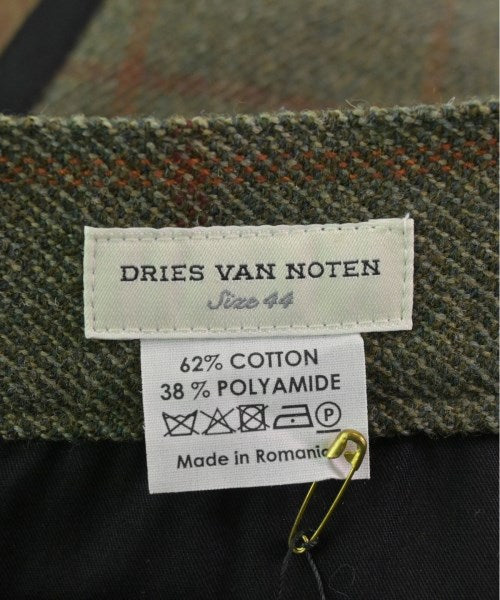 DRIES VAN NOTEN
Size 44
62% COTTON
38 % POLYAMIDE
P
Made in Romania